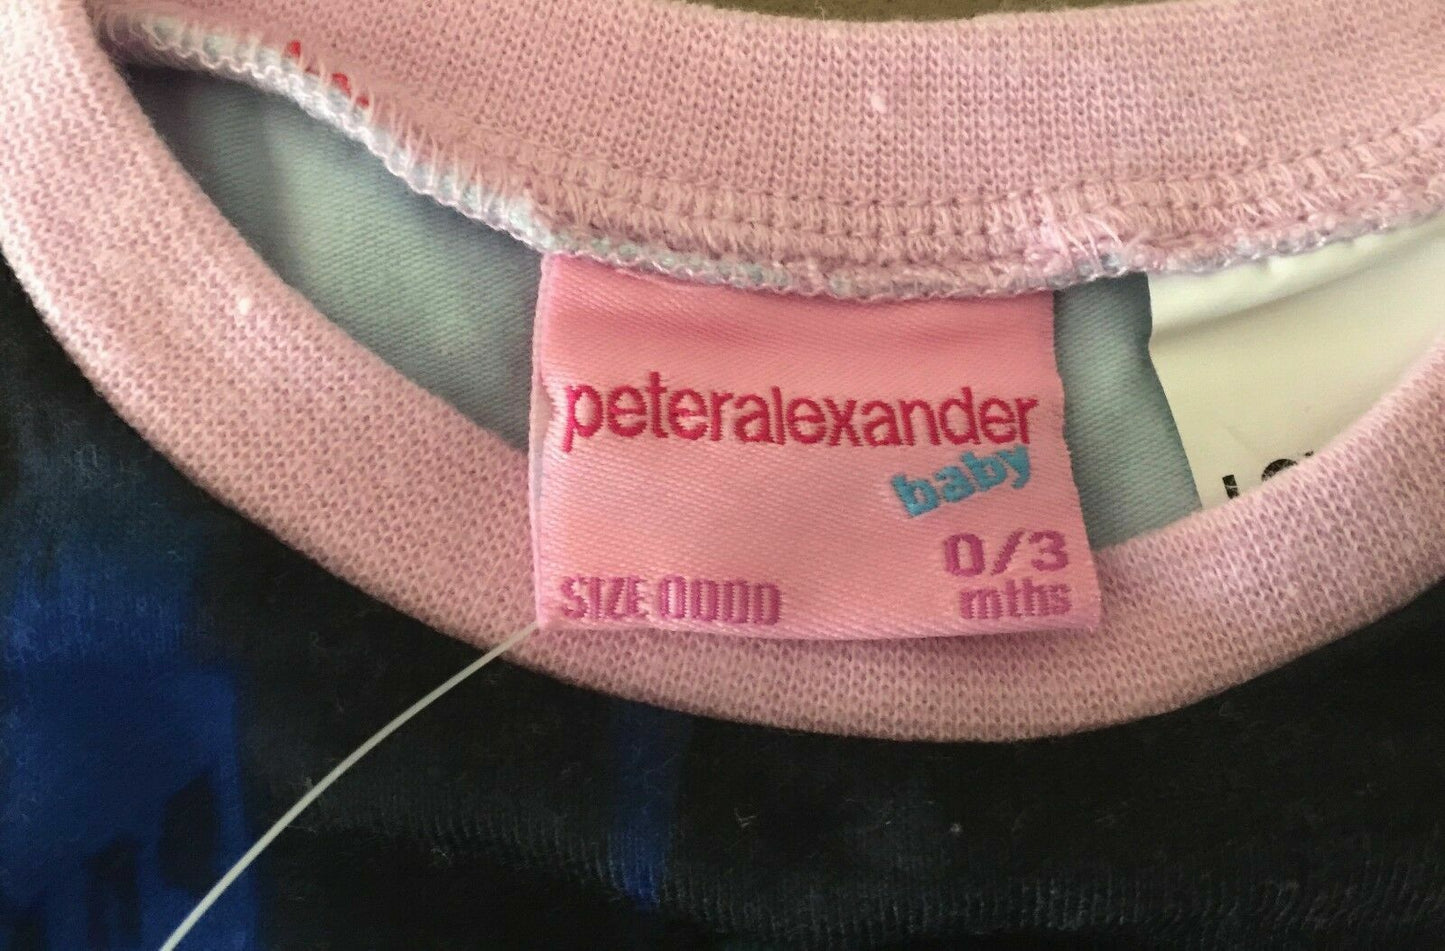 peteralexander
baby
0/3
SIZE 0000 mths